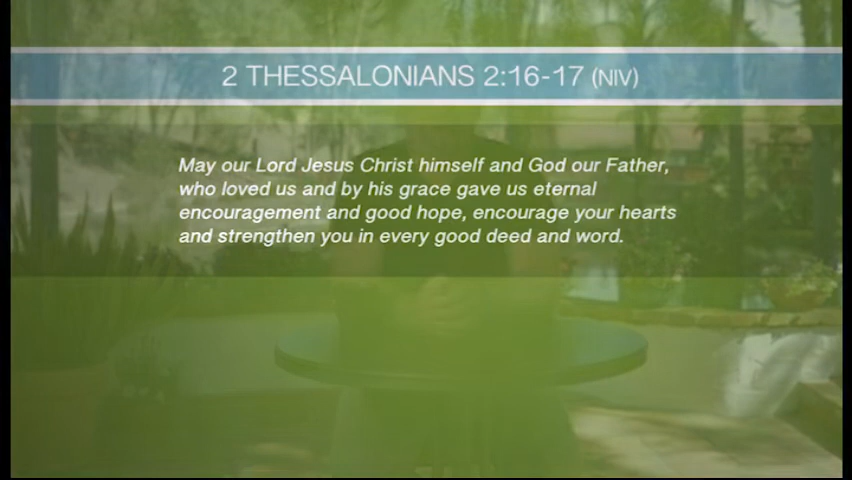 2 THESSALONIANS 2:16-17 (NIV)
May our Lord Jesus Christ himself and God our Father,
who loved us and by his grace gave us eternal
encouragement and good hope, encourage your hearts
and strengthen you in every good deed and word.